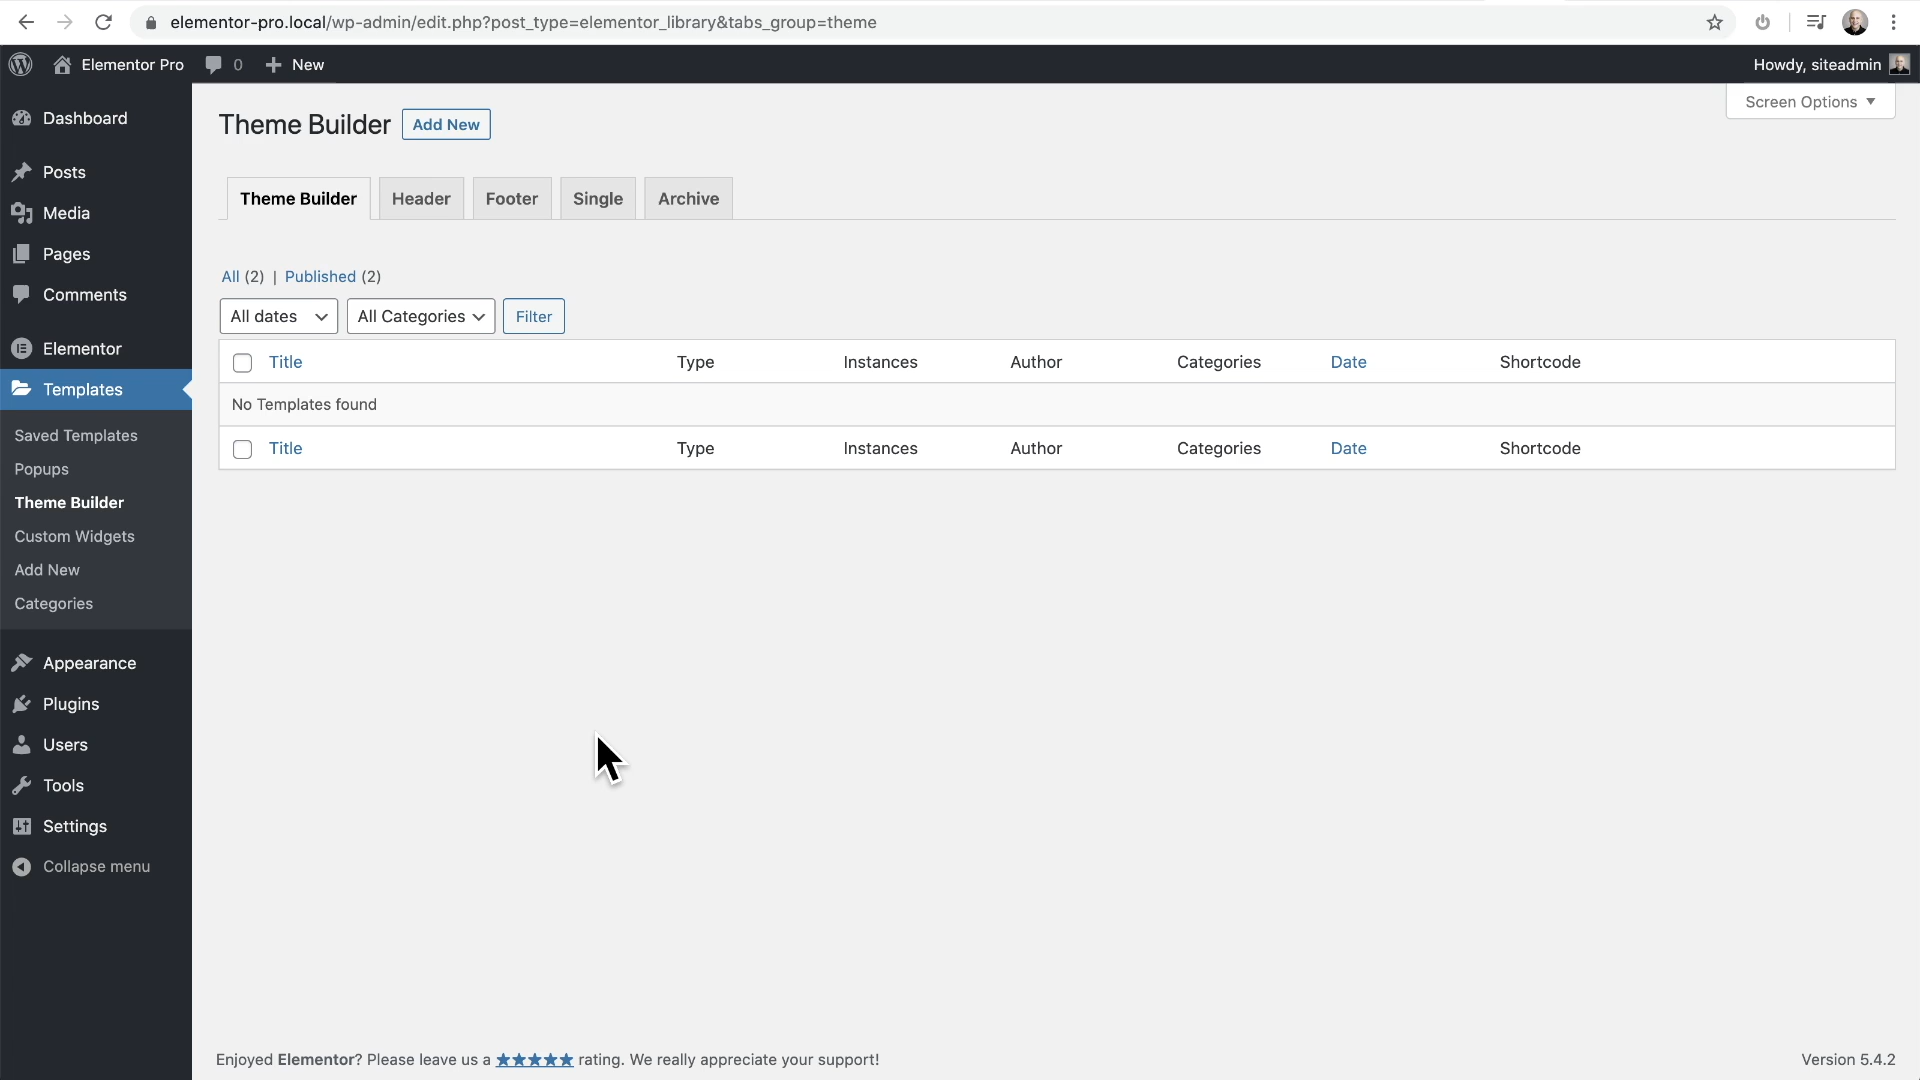 elementor-pro.local/wp-admin/edit.php?post_type=elementor_library&tabs_group=theme
Elementor Pro 0 New Howdy, siteadmin
Screen Options
Dashboard
Posts
Media
Pages
Comments
Elementor
Templates
Saved Templates
Popups
Theme Builder
Custom Widgets
Add New
Categories
Appearance
Plugins
Users
Tools
Settings
Collapse menu
Theme Builder Add New
Theme Builder Header Footer Single Archive
All (2) | Published (2)
All dates All Categories Filter
Title Type Instances Author Categories Date Shortcode
No Templates found
Title Type Instances Author Categories Date Shortcode
Enjoyed Elementor? Please leave us a ★★★★★ rating. We really appreciate your support! Version 5.4.2